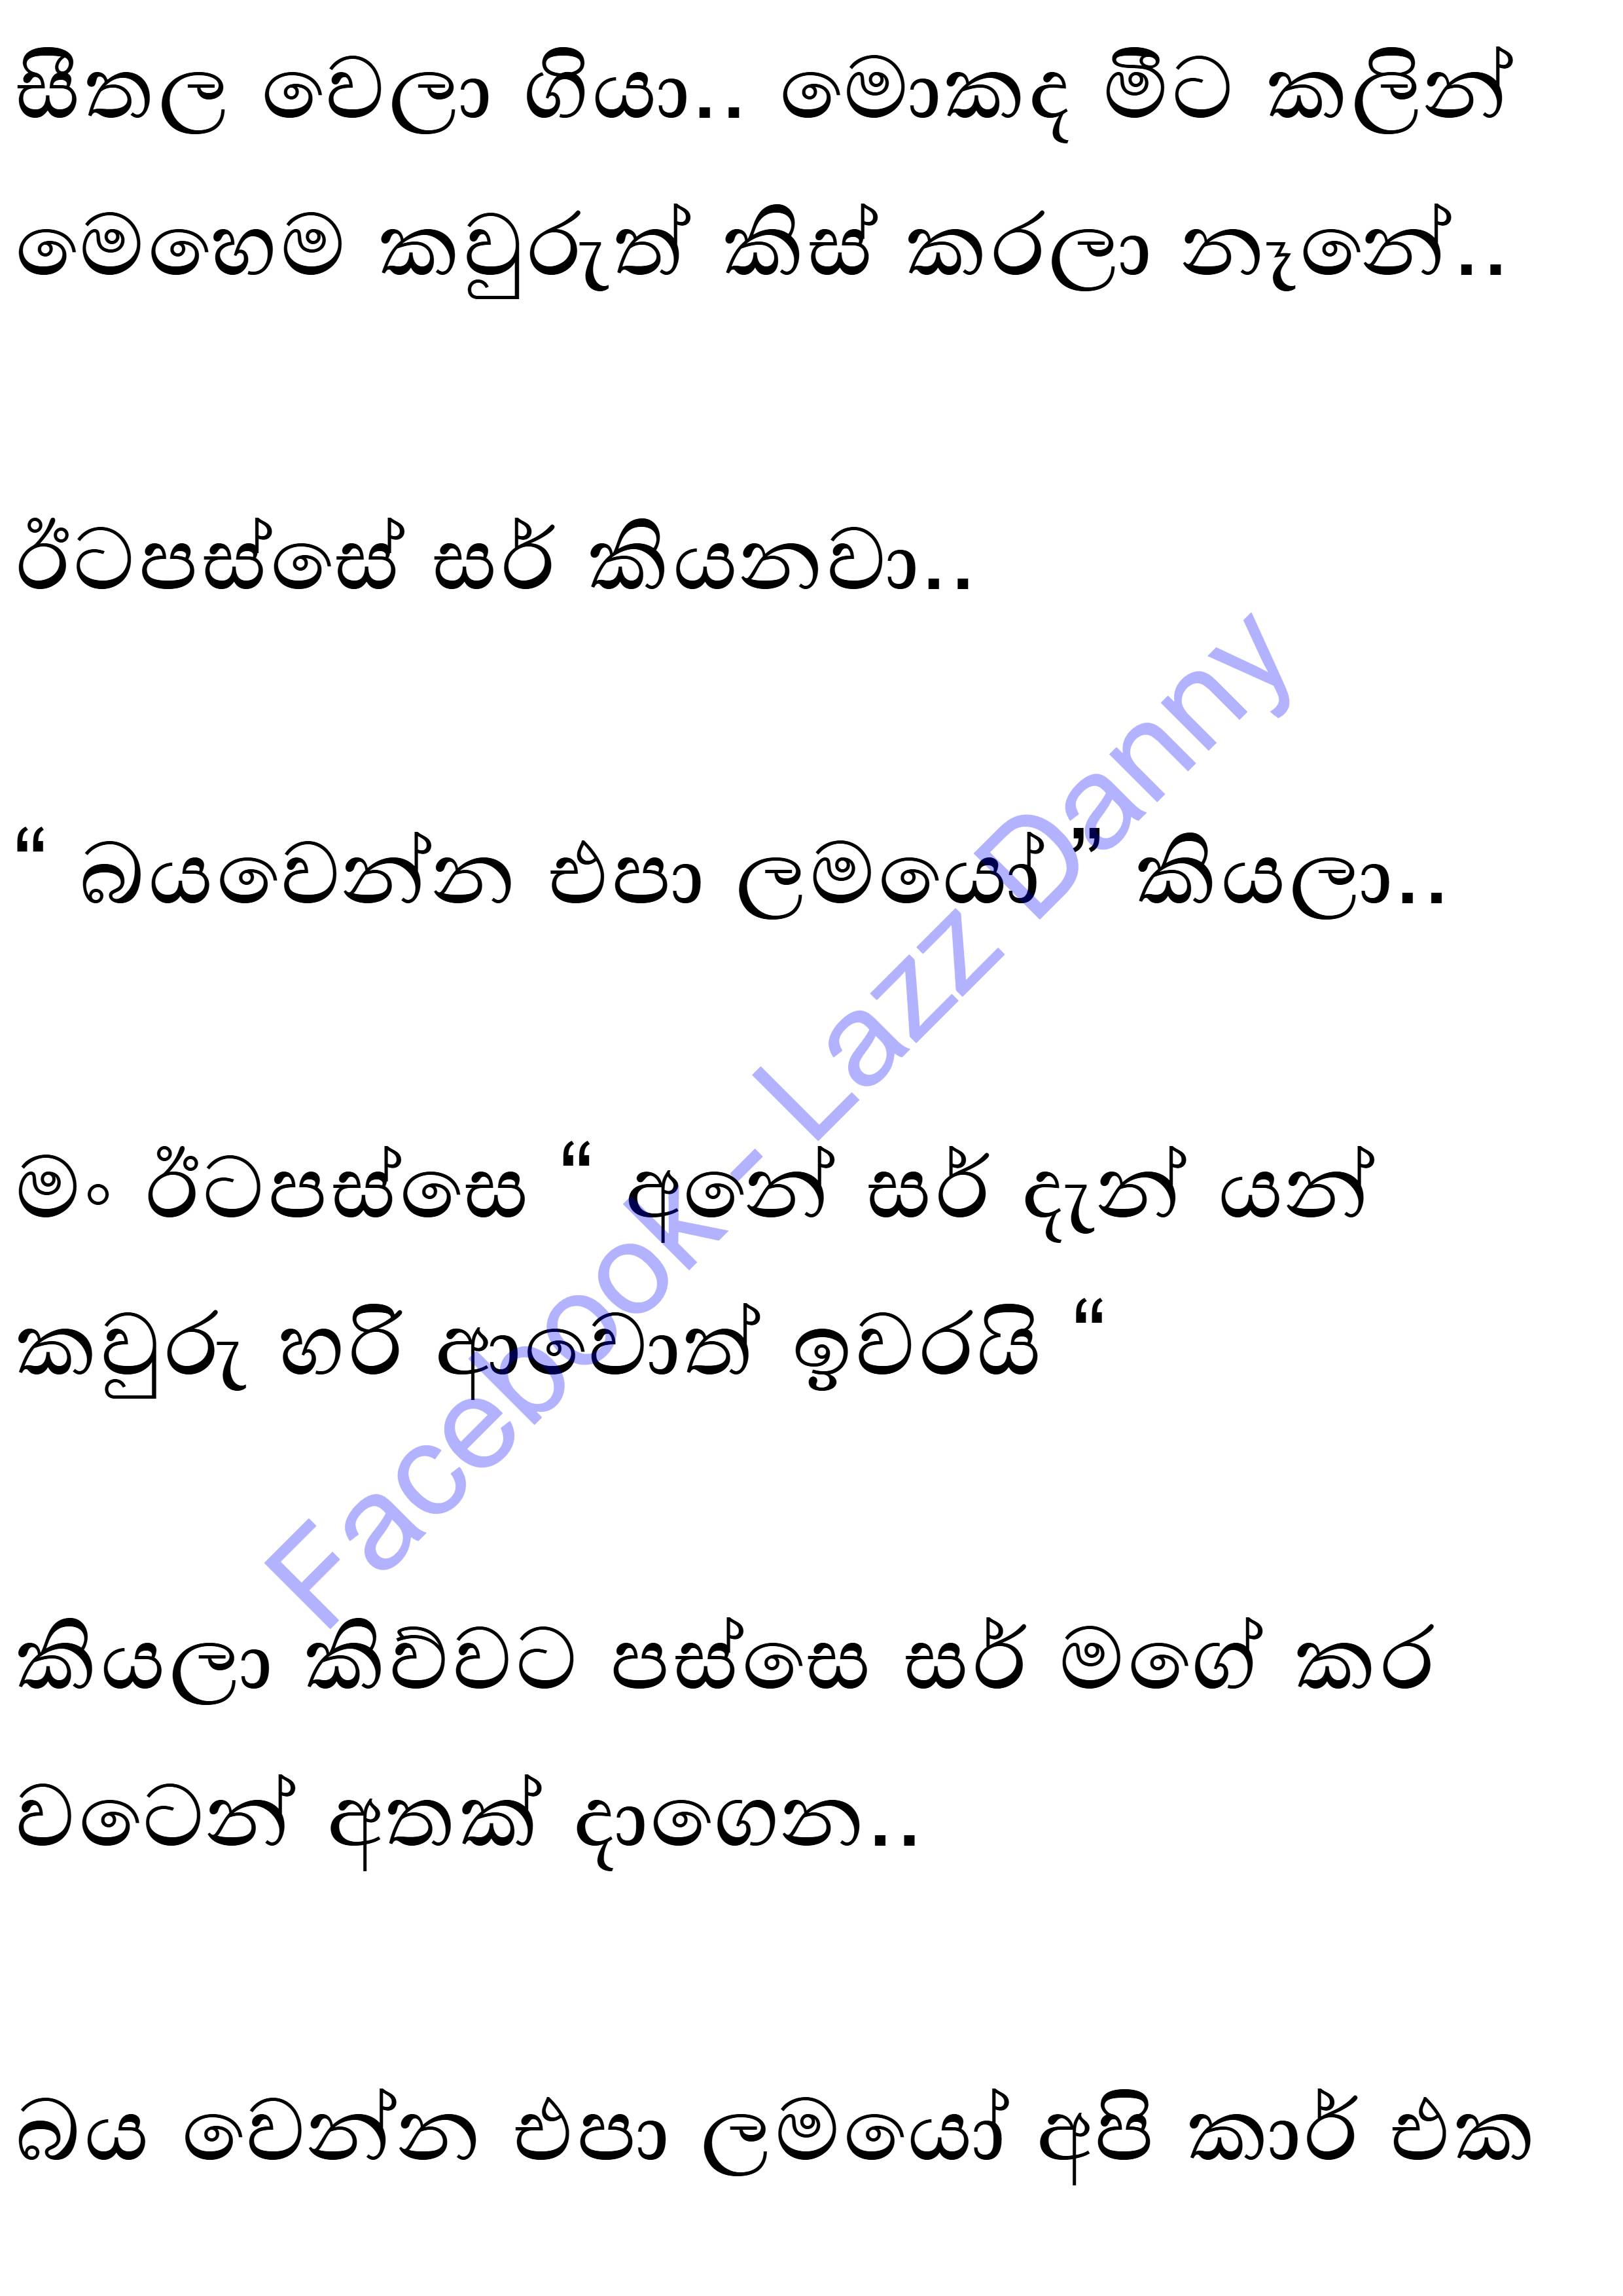 සීතල වෙලා ගියා.. මොකද මීට කලින්
මෙහෙම කවුරුත් කිස් කරලා නෑනේ..
ඊටපස්සේ සර් කියනවා..
“ බයවෙන්න එපා ලමයෝ ” කියලා..
මං ඊටපස්සෙ “ අනේ සර් දැන් යන්
කවුරු හරි ආවොත් ඉවරයි “
කියලා කිව්වට පස්සෙ සර් මගේ කර
වටෙන් අතක් දාගෙන..
බය වෙන්න එපා ලමයෝ අපි කාර් එක
Facebook- Lazz Danny